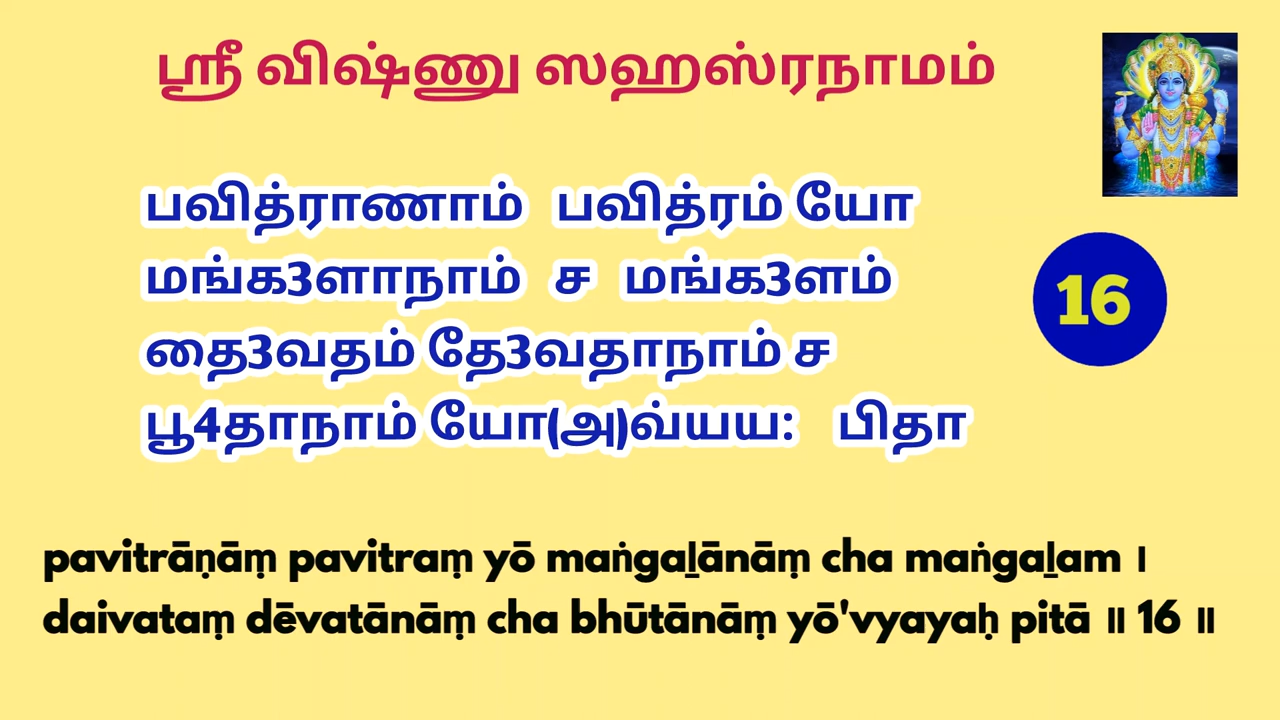 ஸ்ரீ விஷ்ணு ஸஹஸ்ரநாமம்
பவித்ராணாம் பவித்ரம் யோ
மங்க3ளாநாம் ச மங்க3ளம்
தை3வதம் தே3வதாநாம் ச
பூ4தாநாம் யோ(அ)வ்யய: பிதா
16
pavitrāṇāṃ pavitraṃ yō maṅgaḻānāṃ cha maṅgaḻam ।
daivataṃ dēvatānāṃ cha bhūtānāṃ yō'vyayaḥ pitā ॥ 16 ॥